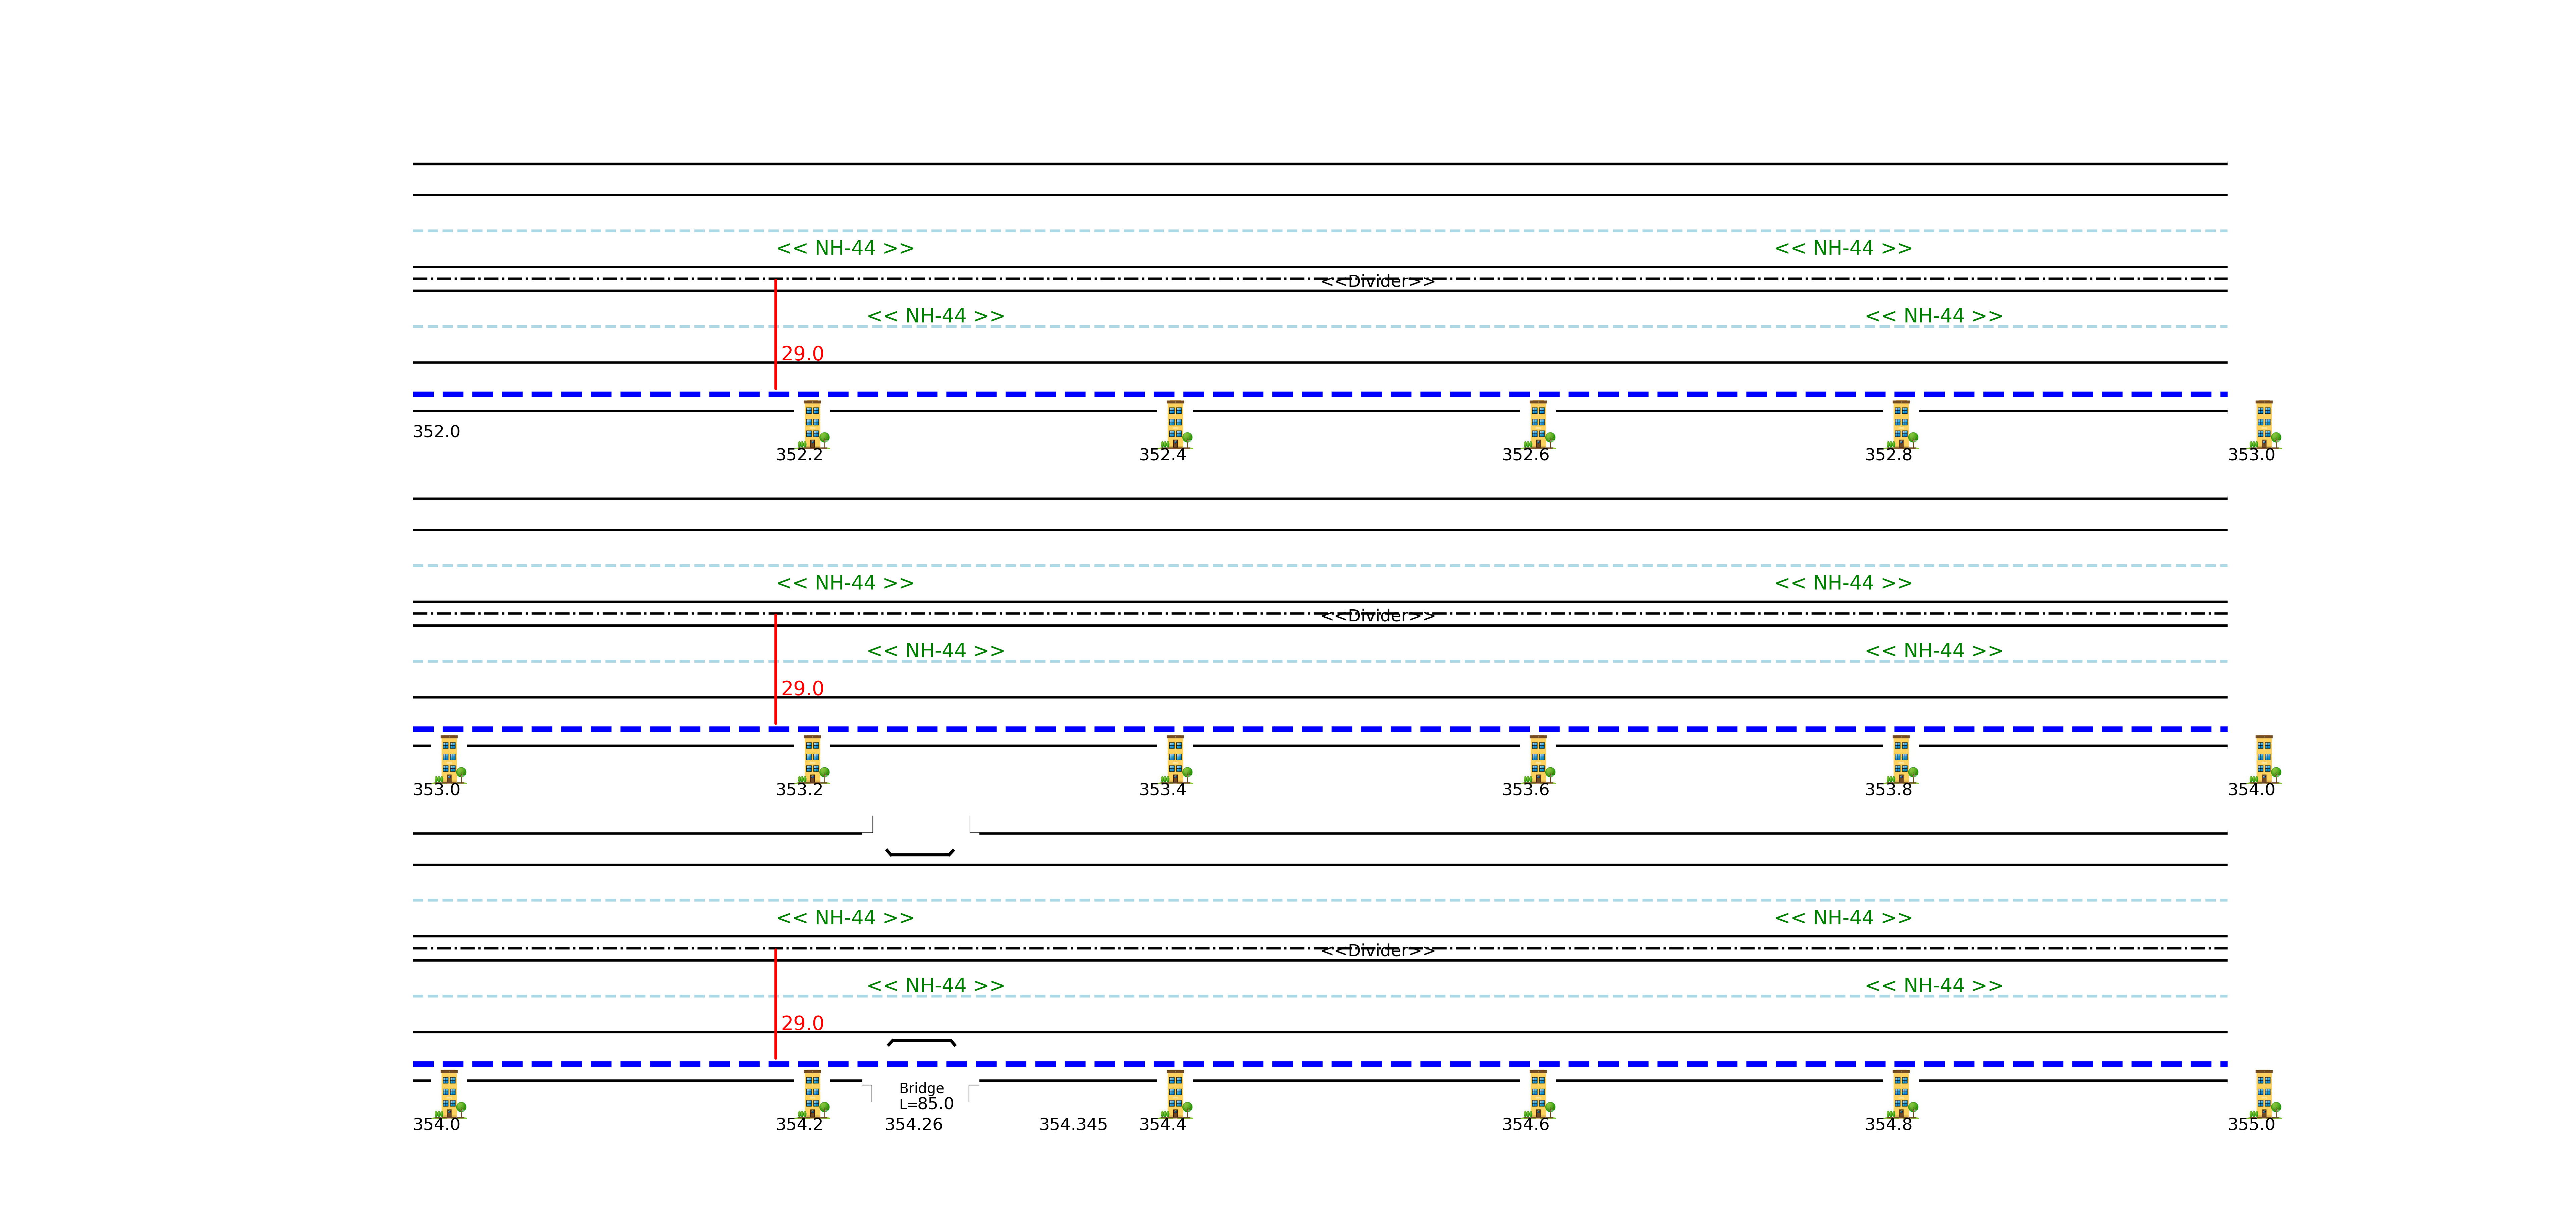 << NH-44 >> << NH-44 >>
<<Divider>>
<< NH-44 >> << NH-44 >>
29.0
352.0
352.2 352.4 352.6 352.8 353.0
<< NH-44 >> << NH-44 >>
<<Divider>>
<< NH-44 >> << NH-44 >>
29.0
353.0 353.2 353.4 353.6 353.8 354.0
<< NH-44 >> << NH-44 >>
<<Divider>>
<< NH-44 >> << NH-44 >>
29.0
Bridge
L=85.0
354.0 354.2 354.26 354.345 354.4 354.6 354.8 355.0